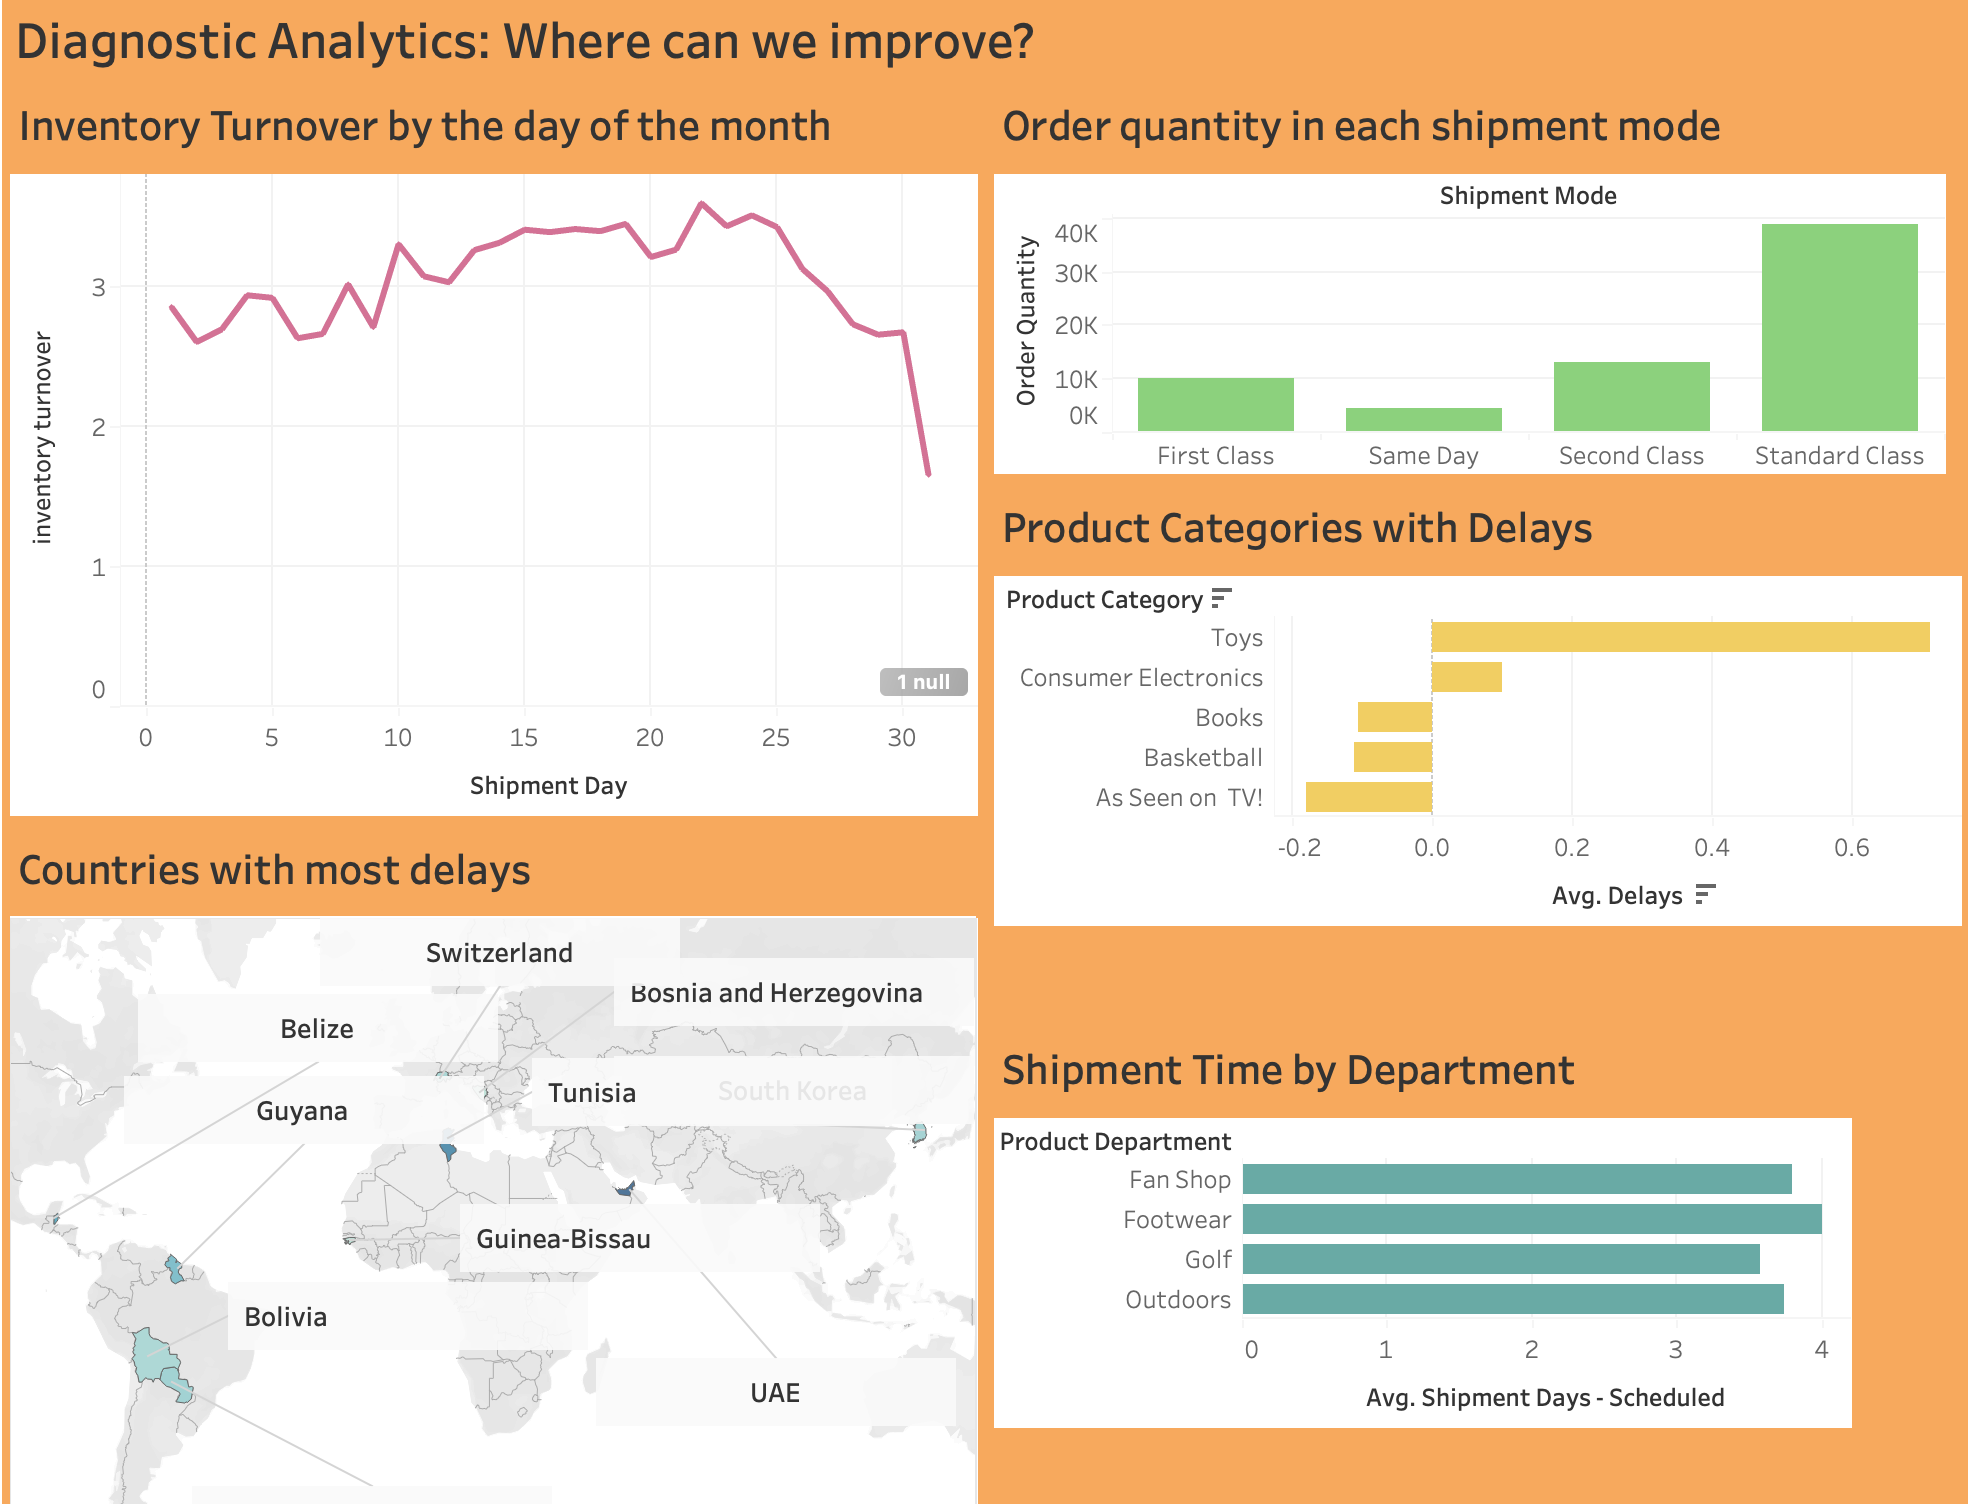 Diagnostic Analytics: Where can we improve?
Inventory Turnover by the day of the month
inventory turnover
3
2
1
0
1 null
0 5 10 15 20 25 30
Shipment Day
Order quantity in each shipment mode
Shipment Mode
Order Quantity
40K
30K
20K
10K
0K
First Class Same Day Second Class Standard Class
Product Categories with Delays
Product Category
Toys
Consumer Electronics
Books
Basketball
As Seen on TV!
-0.2 0.0 0.2 0.4 0.6
Avg. Delays
Countries with most delays
Switzerland
Bosnia and Herzegovina
Belize
Tunisia
South Korea
Guyana
Guinea-Bissau
Bolivia
UAE
Shipment Time by Department
Product Department
Fan Shop
Footwear
Golf
Outdoors
0 1 2 3 4
Avg. Shipment Days - Scheduled